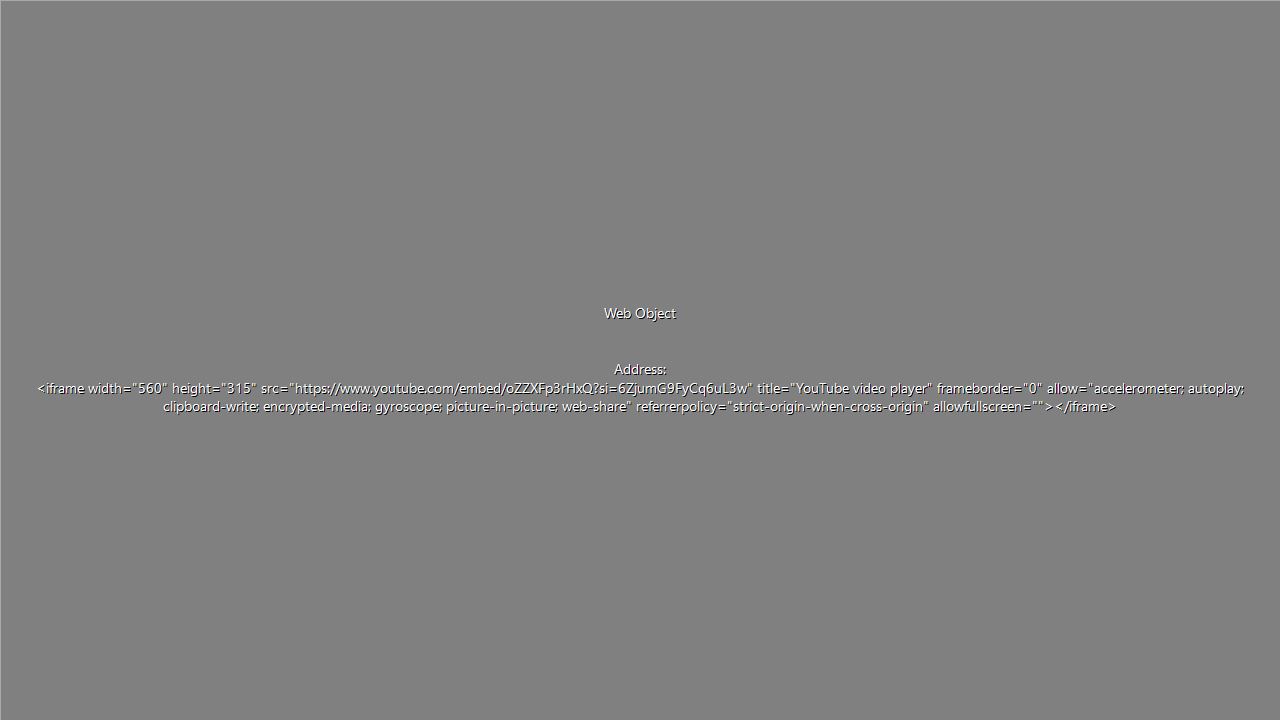 Web Object
Address:
<iframe width="560" height="315" src="https://www.youtube.com/embed/oZZXFp3rHxQ?si=6ZjumG9FyCq6uL3w" title="YouTube video player" frameborder="0" allow="accelerometer; autoplay;
clipboard-write; encrypted-media; gyroscope; picture-in-picture; web-share" referrerpolicy="strict-origin-when-cross-origin" allowfullscreen=""></iframe>